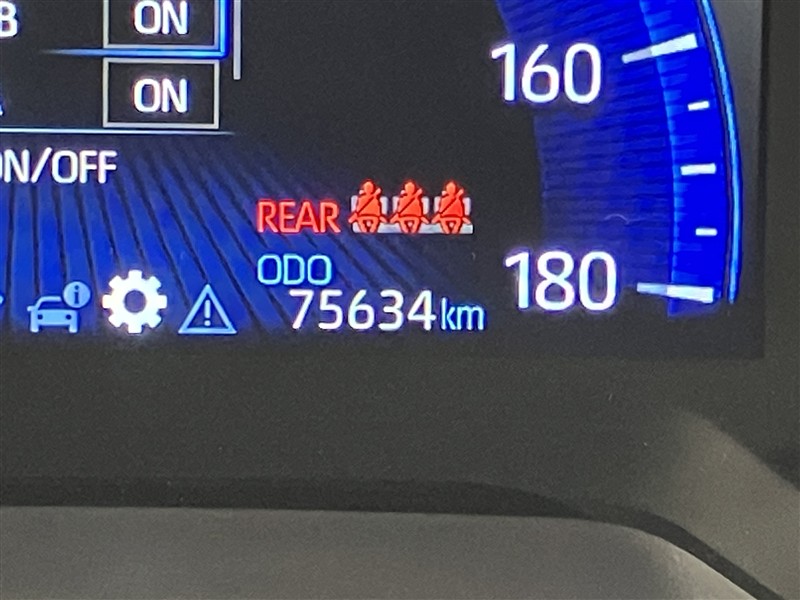 ON
160
ON
ON/OFF
REAR
ODO
180
75634km